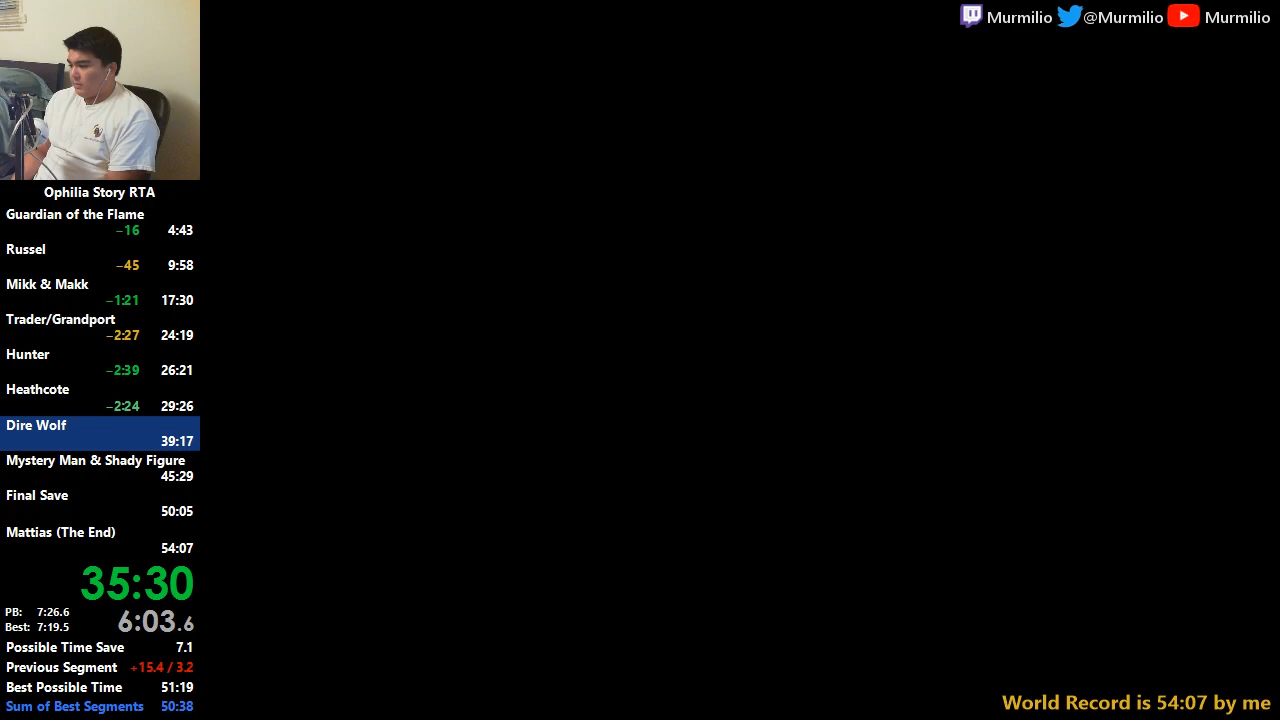 Murmilio @Murmilio Murmilio
Ophilia Story RTA
Guardian of the Flame
−16 4:43
Russel
−45 9:58
Mikk & Makk
−1:21 17:30
Trader/Grandport
−2:27 24:19
Hunter
−2:39 26:21
Heathcote
−2:24 29:26
Dire Wolf
39:17
Mystery Man & Shady Figure
45:29
Final Save
50:05
Mattias (The End)
54:07
35:30
PB: 7:26.6
Best: 7:19.5
6:03.6
Possible Time Save 7.1
Previous Segment +15.4 / 3.2
Best Possible Time 51:19
Sum of Best Segments 50:38
World Record is 54:07 by me